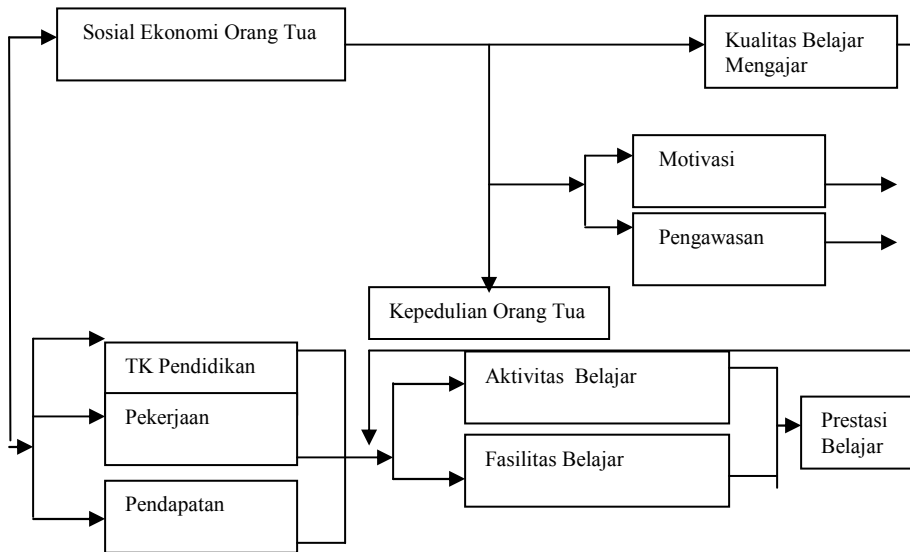 Sosial Ekonomi Orang Tua
Kualitas Belajar
Mengajar
Motivasi
Pengawasan
Kepedulian Orang Tua
TK Pendidikan
Aktivitas Belajar
Pekerjaan
Prestasi
Belajar
Fasilitas Belajar
Pendapatan